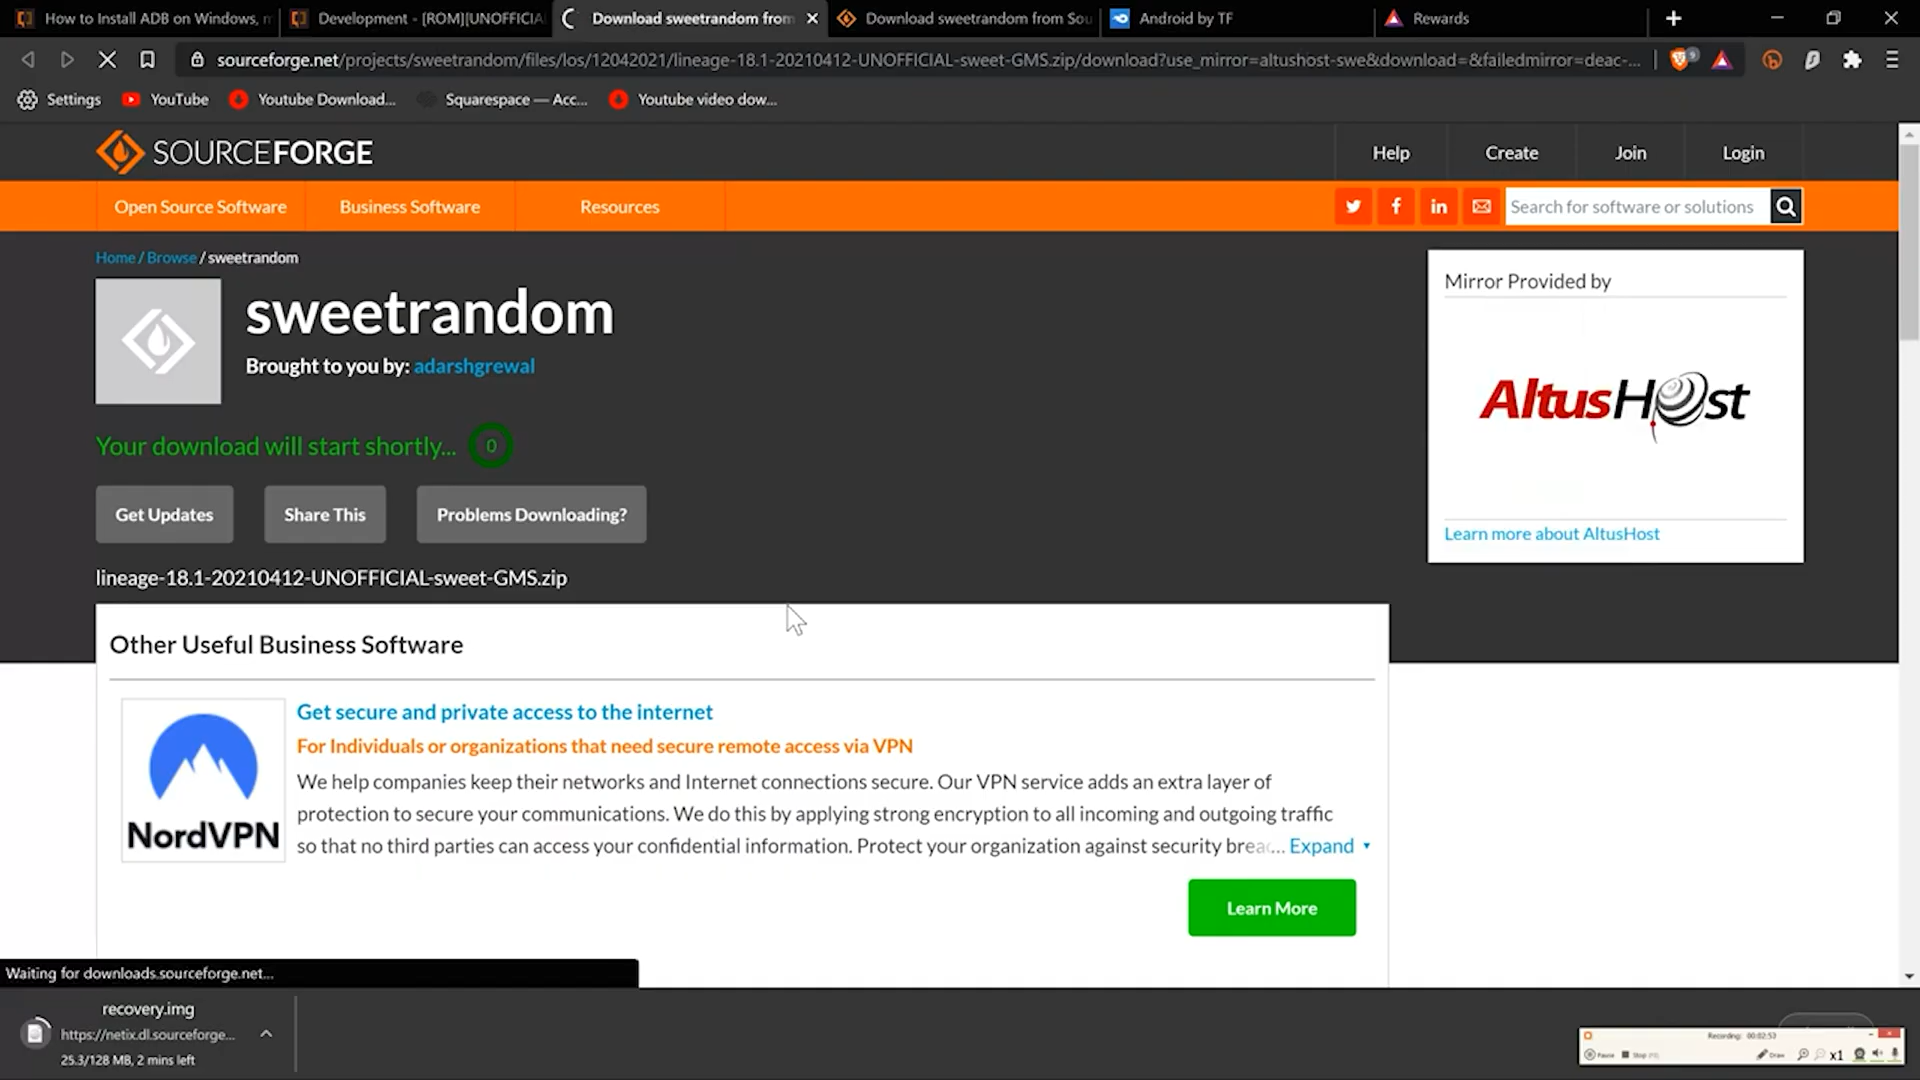 How to Install ADB on Windows, m
Development - [ROM][UNOFFICIA
Download sweetrandom from
Download sweetrandom from Sou
Android by TF
Rewards
sourceforge.net/projects/sweetrandom/files/los/12042021/lineage-18.1-20210412-UNOFFICIAL-sweet-GMS.zip/download?use_mirror=altushost-swe&download=&failedmirror=deac-...
9
Settings
YouTube
Youtube Download...
Squarespace — Acc...
Youtube video dow...
SOURCEFORGE
Help
Create
Join
Login
Open Source Software
Business Software
Resources
Search for software or solutions
Home / Browse / sweetrandom
sweetrandom
Brought to you by: adarshgrewal
Mirror Provided by
AltusHost
Learn more about AltusHost
Your download will start shortly... 0
Get Updates
Share This
Problems Downloading?
lineage-18.1-20210412-UNOFFICIAL-sweet-GMS.zip
Other Useful Business Software
NordVPN
Get secure and private access to the internet
For Individuals or organizations that need secure remote access via VPN
We help companies keep their networks and Internet connections secure. Our VPN service adds an extra layer of
protection to secure your communications. We do this by applying strong encryption to all incoming and outgoing traffic
so that no third parties can access your confidential information. Protect your organization against security breac... Expand
Learn More
Waiting for downloads.sourceforge.net...
recovery.img
https://netix.dl.sourceforge...
25.3/128 MB, 2 mins left
Recording: 00:02:53
Pause
Stop
Draw
x1